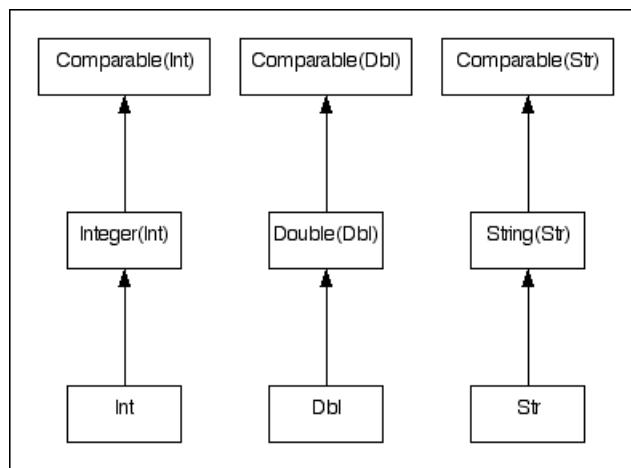 Comparable(Int)
Comparable(Dbl)
Comparable(Str)
Integer(Int)
Double(Dbl)
String(Str)
Int
Dbl
Str